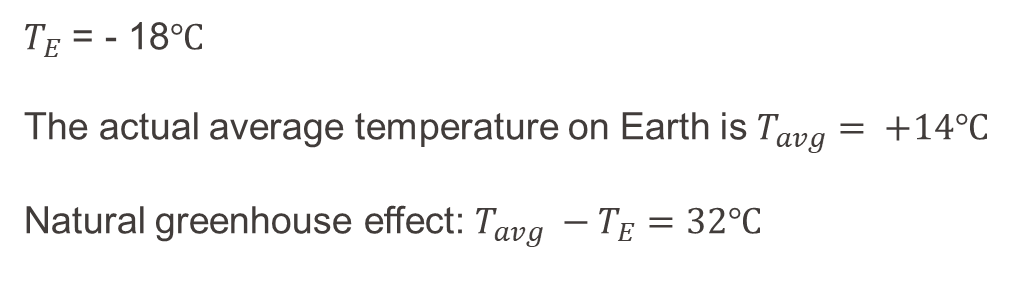 T_E = - 18°C
The actual average temperature on Earth is T_avg = +14°C
Natural greenhouse effect: T_avg − T_E = 32°C